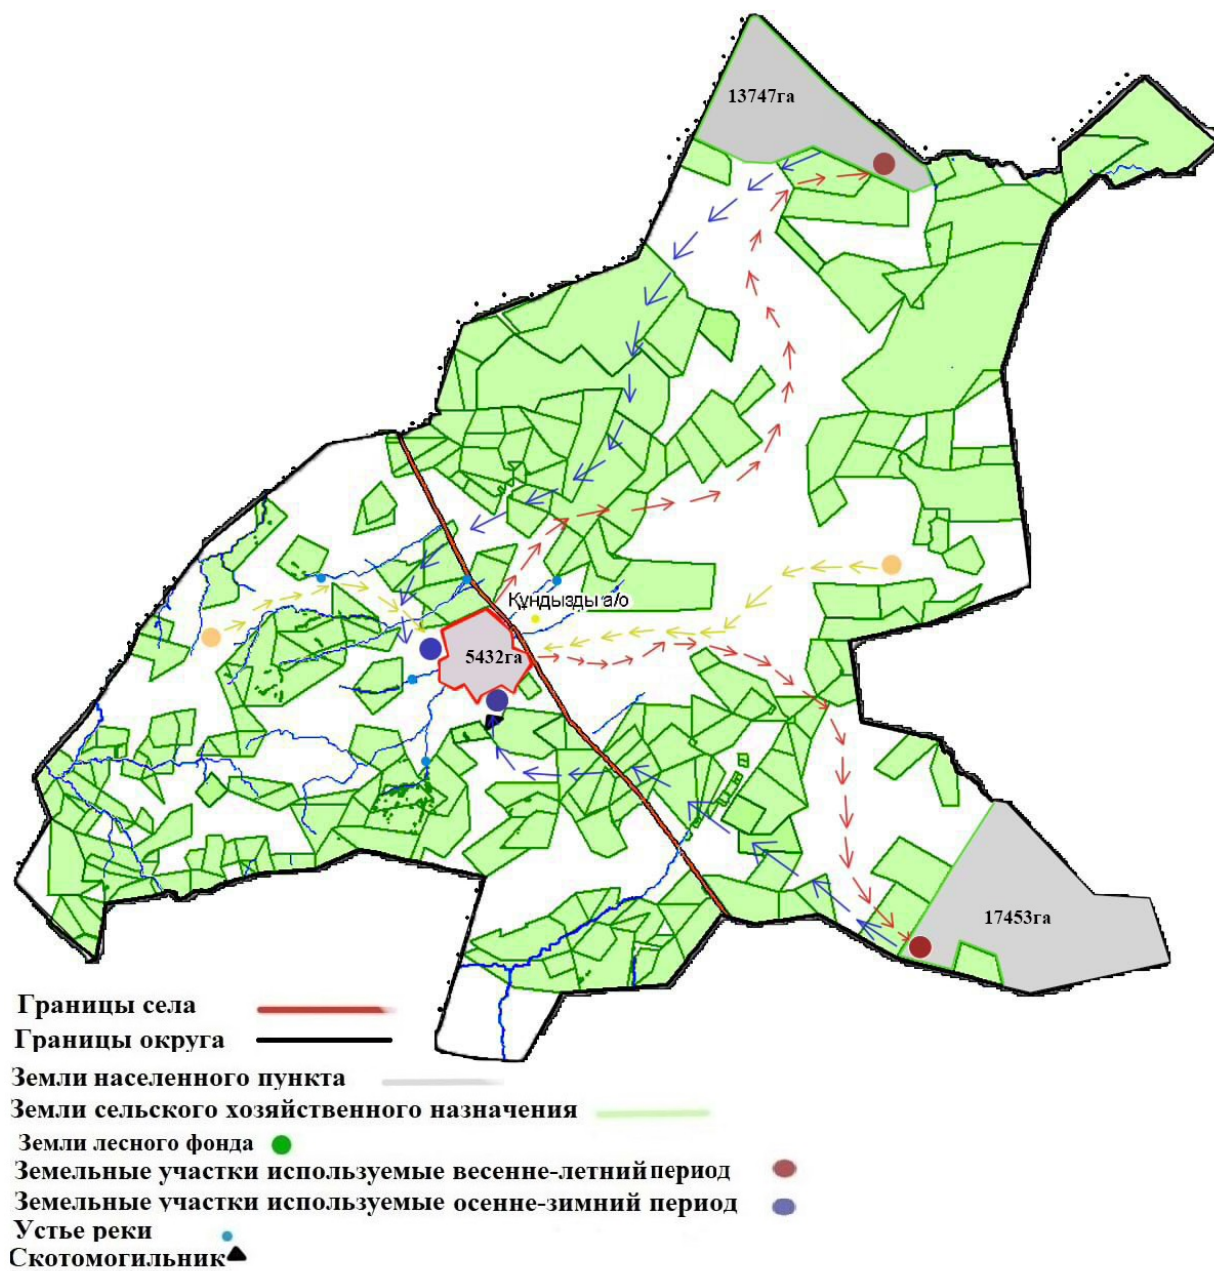 13747га
Құндызды а/о
5432га
17453га
Границы села
Границы округа
Земли населенного пункта
Земли сельского хозяйственного назначения
Земли лесного фонда
Земельные участки используемые весенне-летний период
Земельные участки используемые осенне-зимний период
Устье реки
Скотомогильник